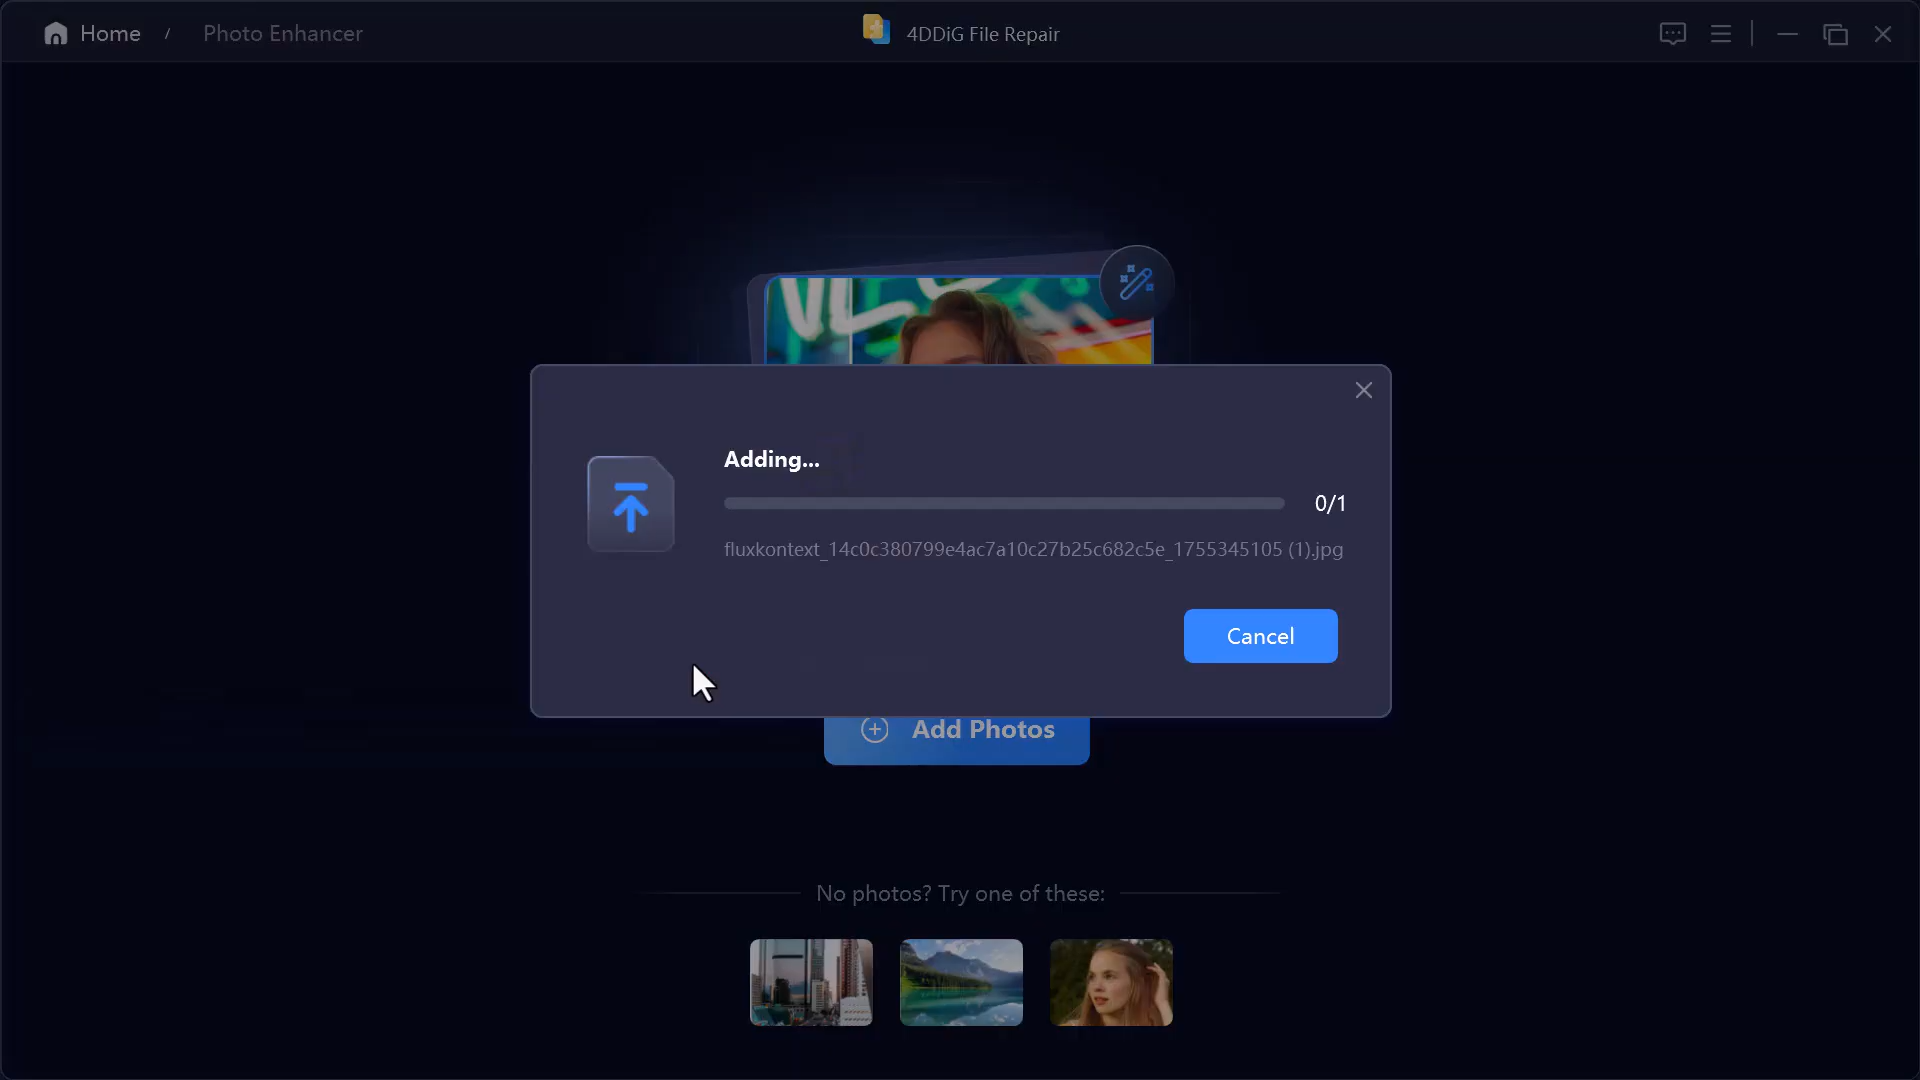 Home / Photo Enhancer
4DDiG File Repair
Adding...
0/1
fluxkontext_14c0c380799e4ac7a10c27b25c682c5e_1755345105 (1).jpg
Cancel
Add Photos
No photos? Try one of these: